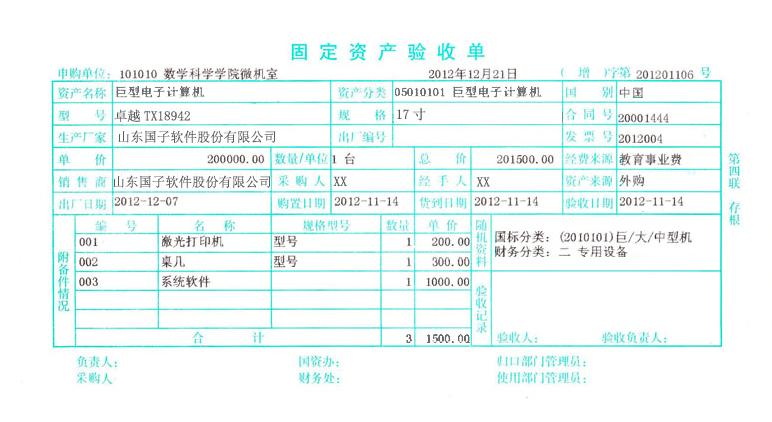 固定资产验收单
申购单位：101010 数学科学学院微机室 2012年12月21日 （ 增 ）字第 201201106 号
资产名称 巨型电子计算机 资产分类 05010101 巨型电子计算机 国别 中国
型号 卓越TX18942 规格 17寸 合同号 20001444
生产厂家 山东国子软件股份有限公司 出厂编号 发票号 2012004
单价 200000.00 数量/单位 1 台 总价 201500.00 经费来源 教育事业费
销售商 山东国子软件股份有限公司 采购人 XX 经手人 XX 资产来源 外购
出厂日期 2012-12-07 购置日期 2012-11-14 货到日期 2012-11-14 验收日期 2012-11-14
附备件情况
编号 名称 规格型号 数量 单价
001 激光打印机 型号 1 200.00
002 桌几 型号 1 300.00
003 系统软件 1 1000.00
合计 3 1500.00
随机资料
国标分类：(2010101)巨/大/中型机
财务分类：二 专用设备
验收记录
验收人： 验收负责人：
第四联 存根
负责人： 国资办： 归口部门管理员：
采购人 财务处： 使用部门管理员：